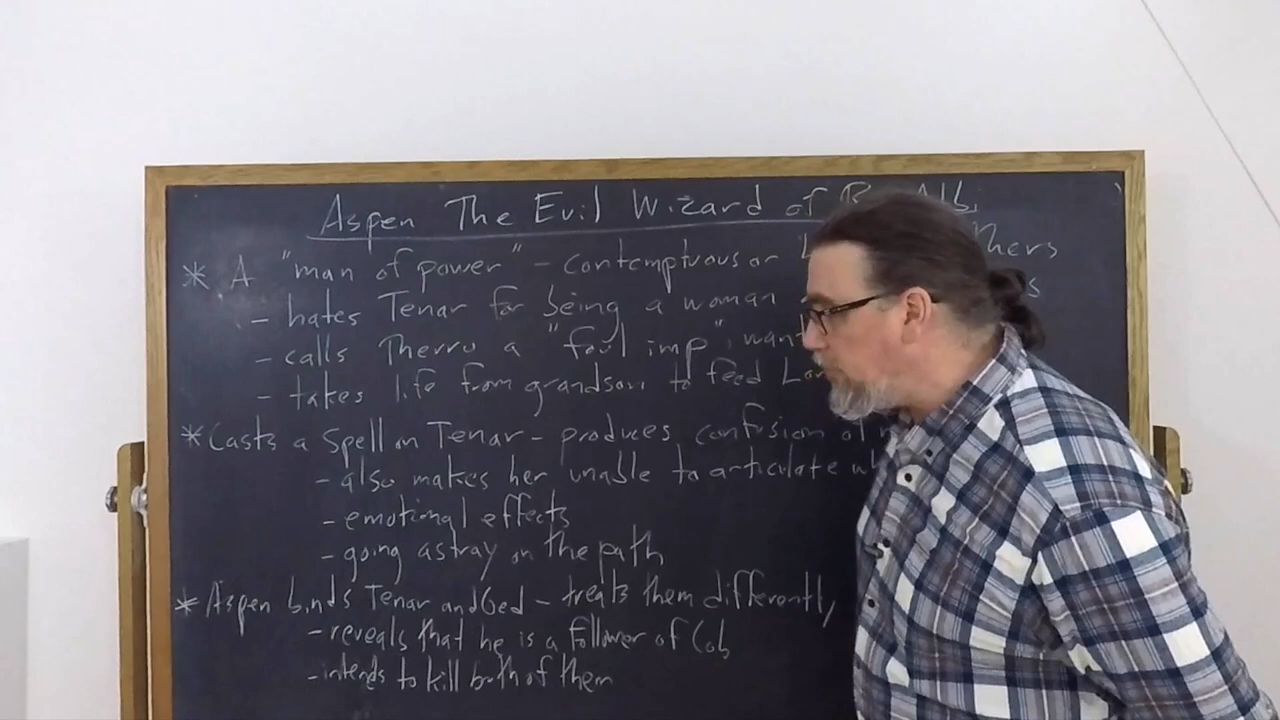 Aspen The Evil Wizard of Albi
* A "man of power" - contemptuous or hers
- hates Tenar for being a woman s
- calls Therru a "foul imp" want
- takes life from grandson to feed
* Casts a Spell on Tenar - produces confusion of
- also makes her unable to articulate
- emotional effects
- going astray on the path
* Aspen binds Tenar and Ged - treats them differently
- reveals that he is a follower of Cob
- intends to kill both of them